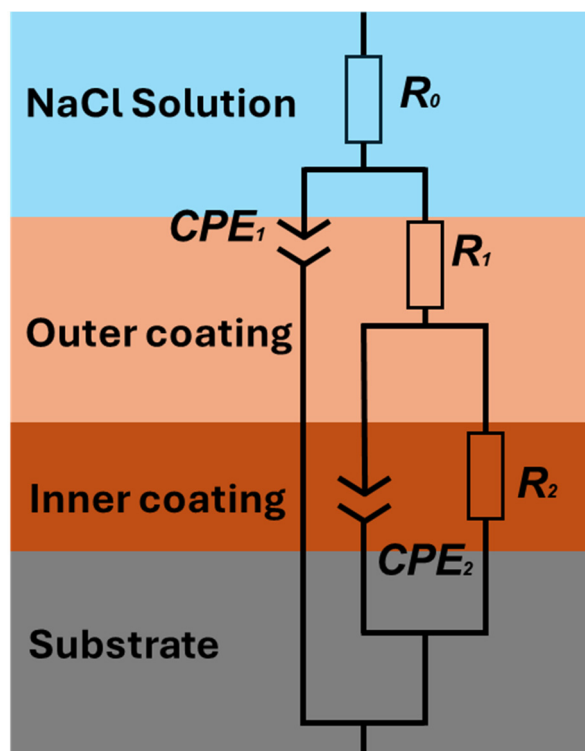 NaCl Solution
R₀
CPE₁
R₁
Outer coating
Inner coating
R₂
CPE₂
Substrate